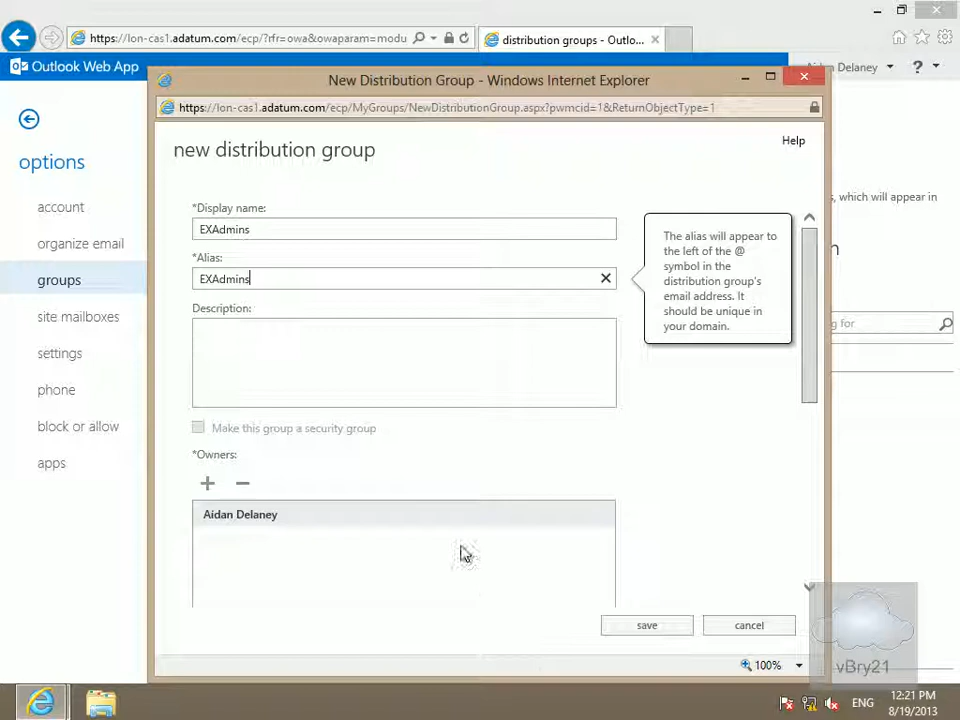 https://lon-cas1.adatum.com/ecp/?rfr=owa&owaparam=modu
distribution groups - Outlo...
Outlook Web App
Aidan Delaney
?
New Distribution Group - Windows Internet Explorer
https://lon-cas1.adatum.com/ecp/MyGroups/NewDistributionGroup.aspx?pwmcid=1&ReturnObjectType=1
Help
new distribution group
options
account
organize email
groups
site mailboxes
settings
phone
block or allow
apps
*Display name:
EXAdmins
*Alias:
EXAdmins
The alias will appear to
the left of the @
symbol in the
distribution group's
email address. It
should be unique in
your domain.
Description:
Make this group a security group
*Owners:
Aidan Delaney
save
cancel
s, which will appear in
n
ng for
100%
vBry21
ENG
12:21 PM
8/19/2013